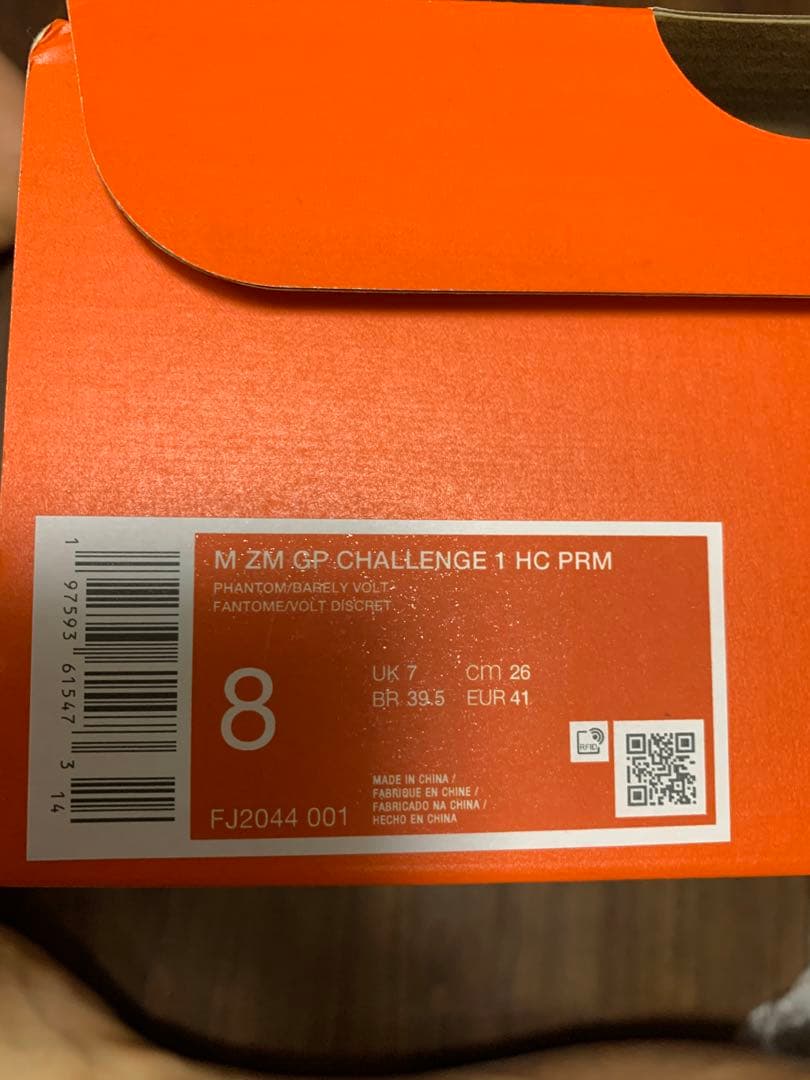 M ZM GP CHALLENGE 1 HC PRM
PHANTOM/BARELY VOLT-
FANTOME/VOLT DISCRET
8
UK 7 cm 26
BR 39.5 EUR 41
RFID
MADE IN CHINA /
FABRIQUE EN CHINE /
FABRICADO NA CHINA /
HECHO EN CHINA
FJ2044 001
1 97593 61547 3 14